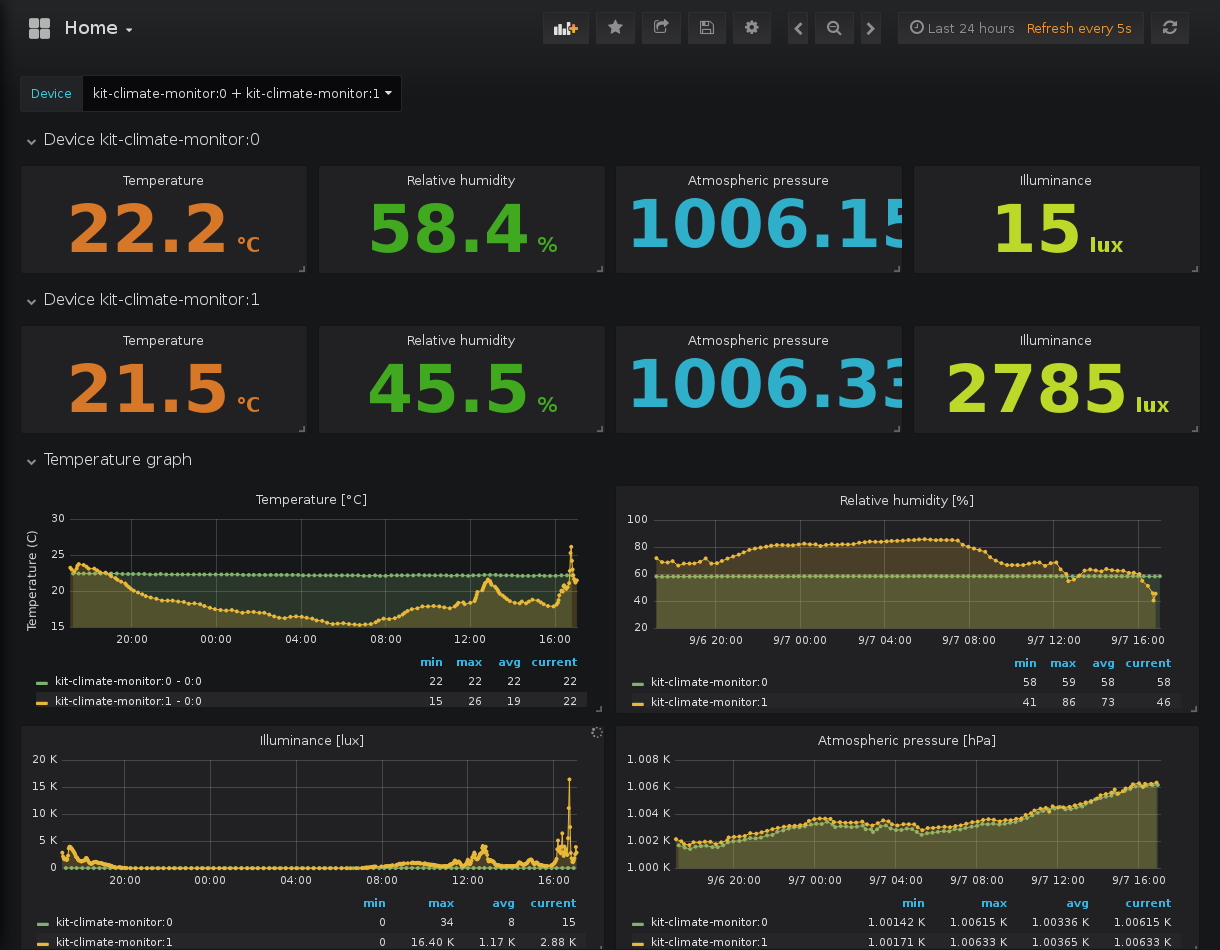 Home
Last 24 hours Refresh every 5s
Device kit-climate-monitor:0 + kit-climate-monitor:1
Device kit-climate-monitor:0
Temperature Relative humidity Atmospheric pressure Illuminance
22.2 °C 58.4 % 1006.15 15 lux
Device kit-climate-monitor:1
Temperature Relative humidity Atmospheric pressure Illuminance
21.5 °C 45.5 % 1006.33 2785 lux
Temperature graph
Temperature [°C]
Temperature (C)
30
25
20
15
20:00 00:00 04:00 08:00 12:00 16:00
min max avg current
kit-climate-monitor:0 - 0:0 22 22 22 22
kit-climate-monitor:1 - 0:0 15 26 19 22
Relative humidity [%]
100
80
60
40
20
9/6 20:00 9/7 00:00 9/7 04:00 9/7 08:00 9/7 12:00 9/7 16:00
min max avg current
kit-climate-monitor:0 58 59 58 58
kit-climate-monitor:1 41 86 73 46
Illuminance [lux]
20 K
15 K
10 K
5 K
0
20:00 00:00 04:00 08:00 12:00 16:00
min max avg current
kit-climate-monitor:0 0 34 8 15
kit-climate-monitor:1 0 16.40 K 1.17 K 2.88 K
Atmospheric pressure [hPa]
1.008 K
1.006 K
1.004 K
1.002 K
1.000 K
9/6 20:00 9/7 00:00 9/7 04:00 9/7 08:00 9/7 12:00 9/7 16:00
min max avg current
kit-climate-monitor:0 1.00142 K 1.00615 K 1.00336 K 1.00615 K
kit-climate-monitor:1 1.00171 K 1.00633 K 1.00365 K 1.00633 K